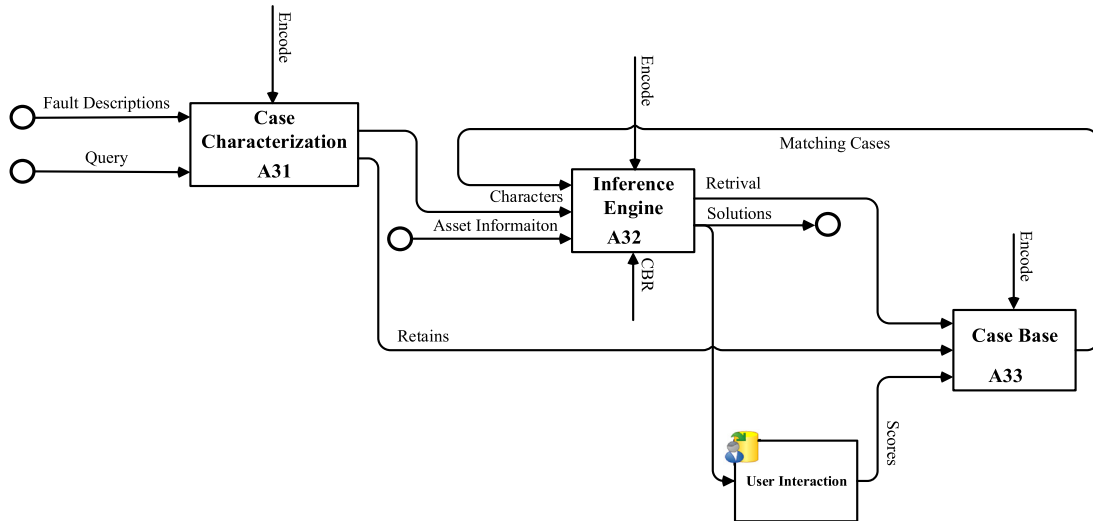 Encode
Fault Descriptions
Query
Case
Characterization
A31
Encode
Matching Cases
Characters
Asset Informaiton
Inference
Engine
A32
Retrival
Solutions
CBR
Encode
Retains
Case Base
A33
Scores
User Interaction